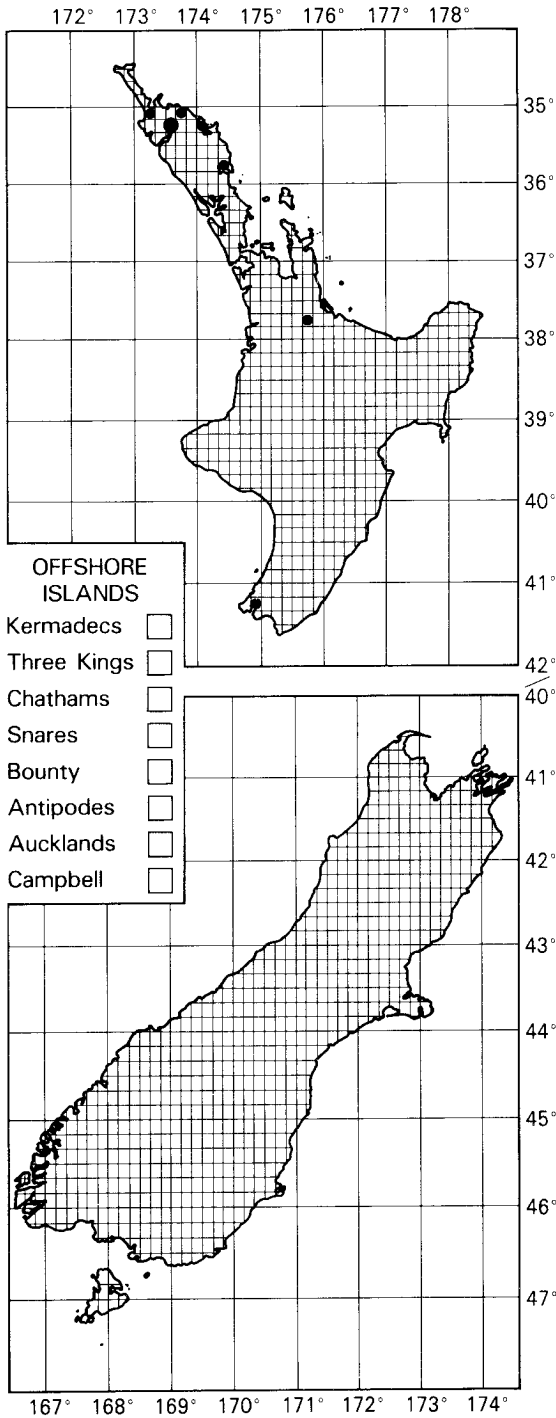 172° 173° 174° 175° 176° 177° 178°
35°
36°
37°
38°
39°
40°
41°
42°
OFFSHORE
ISLANDS
Kermadecs
Three Kings
Chathams
Snares
Bounty
Antipodes
Aucklands
Campbell
40°
41°
42°
43°
44°
45°
46°
47°
167° 168° 169° 170° 171° 172° 173° 174°